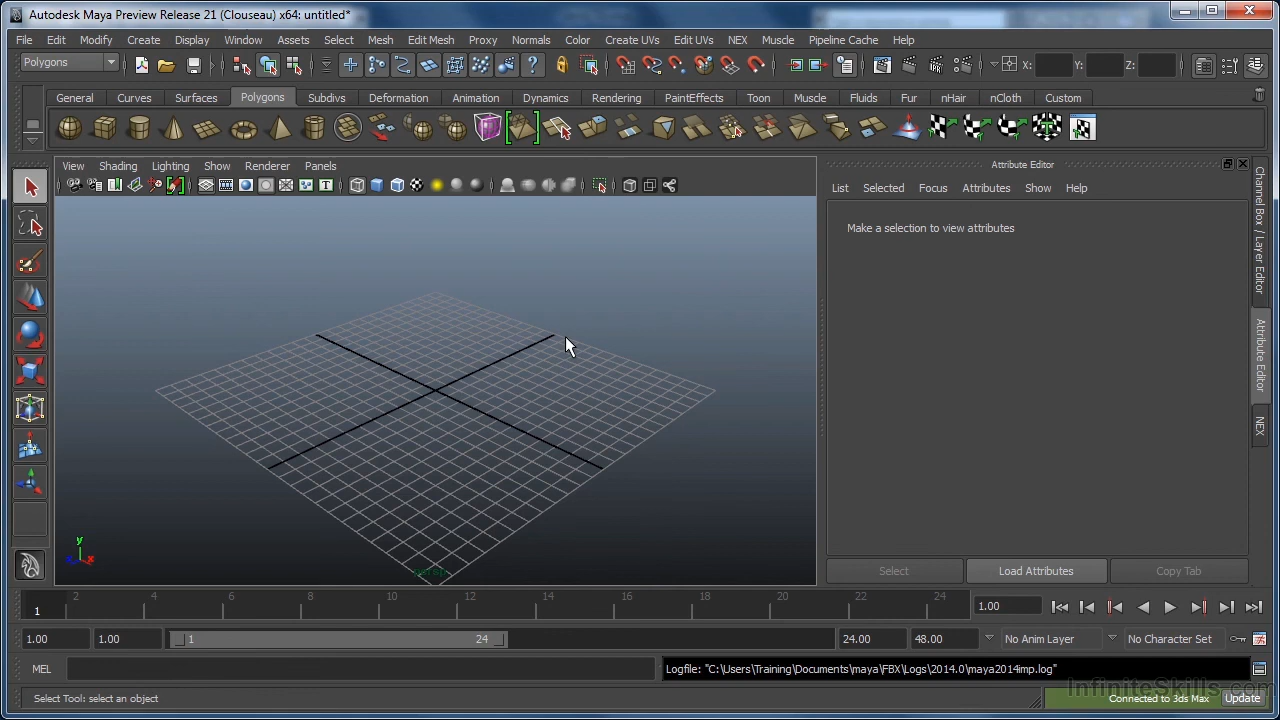 Autodesk Maya Preview Release 21 (Clouseau) x64: untitled*
File Edit Modify Create Display Window Assets Select Mesh Edit Mesh Proxy Normals Color Create UVs Edit UVs NEX Muscle Pipeline Cache Help
Polygons X: Y: Z:
General Curves Surfaces Polygons Subdivs Deformation Animation Dynamics Rendering PaintEffects Toon Muscle Fluids Fur nHair nCloth Custom
View Shading Lighting Show Renderer Panels
Attribute Editor
List Selected Focus Attributes Show Help
Make a selection to view attributes
Channel Box / Layer Editor
Attribute Editor
NEX
y
x
persp
Select Load Attributes Copy Tab
1 2 4 6 8 10 12 14 16 18 20 22 24 1.00
1.00 1.00 1 24 24.00 48.00 No Anim Layer No Character Set
MEL Logfile: "C:\Users\Training\Documents\maya\FBX\Logs\2014.0\maya2014imp.log"
InfiniteSkills.com
Select Tool: select an object Connected to 3ds Max Update